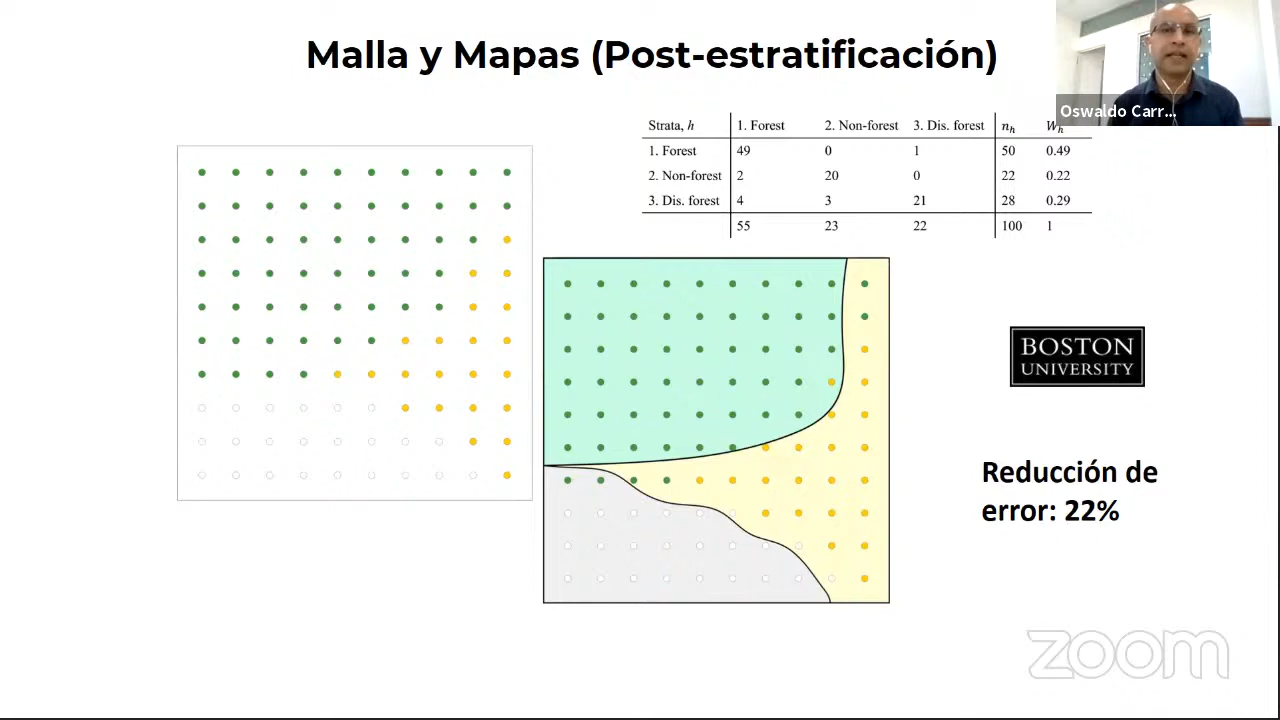 Malla y Mapas (Post-estratificación)
Oswaldo Carr...
Strata, h 1. Forest 2. Non-forest 3. Dis. forest nₕ Wₕ
1. Forest 49 0 1 50 0.49
2. Non-forest 2 20 0 22 0.22
3. Dis. forest 4 3 21 28 0.29
55 23 22 100 1
BOSTON
UNIVERSITY
Reducción de
error: 22%
zoom